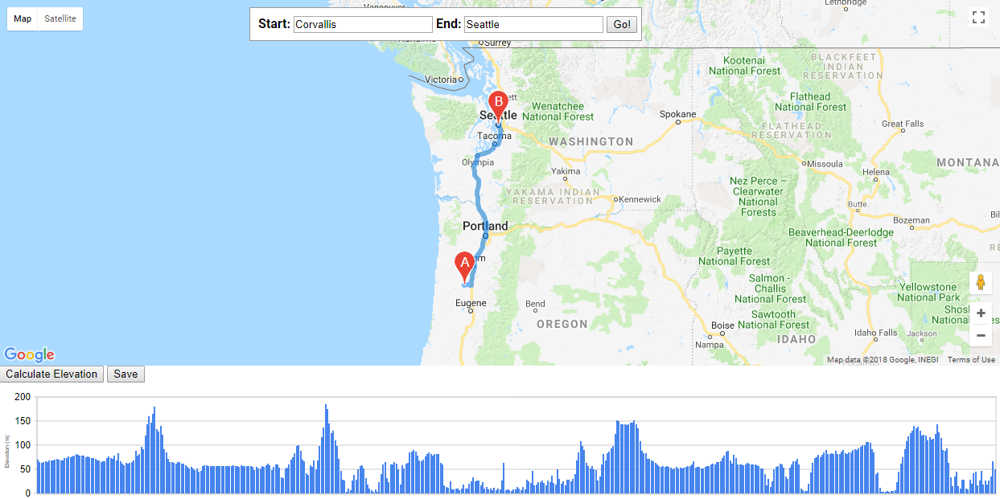 Map Satellite
Start: Corvallis End: Seattle Go!
Vancouver
Lethbridge
Nanaimo
Surrey
Victoria
Kootenai
National Forest
BLACKFEET
INDIAN
RESERVATION
Flathead
National Forest
B
ett
Seattle
Wenatchee
National Forest
Spokane
Great Falls
FLATHEAD
RESERVATION
Tacoma
WASHINGTON
Olympia
Missoula
MONTANA
Yakima
Helena
Nez Perce –
Clearwater
National
Forests
YAKAMA INDIAN
RESERVATION
Kennewick
Butte
Bozeman
Bil
Portland
Beaverhead-Deerlodge
National Forest
A
em
Payette
National Forest
Salmon -
Challis
National Forest
Yellowstone
National Park
Eugene
Bend
Sawtooth
National Forest
Shos
National
OREGON
Boise
IDAHO
Idaho Falls
Jackson
Nampa
+
−
Google
Map data ©2018 Google, INEGI Terms of Use
Calculate Elevation Save
200
150
100
50
0
Elevation (m)